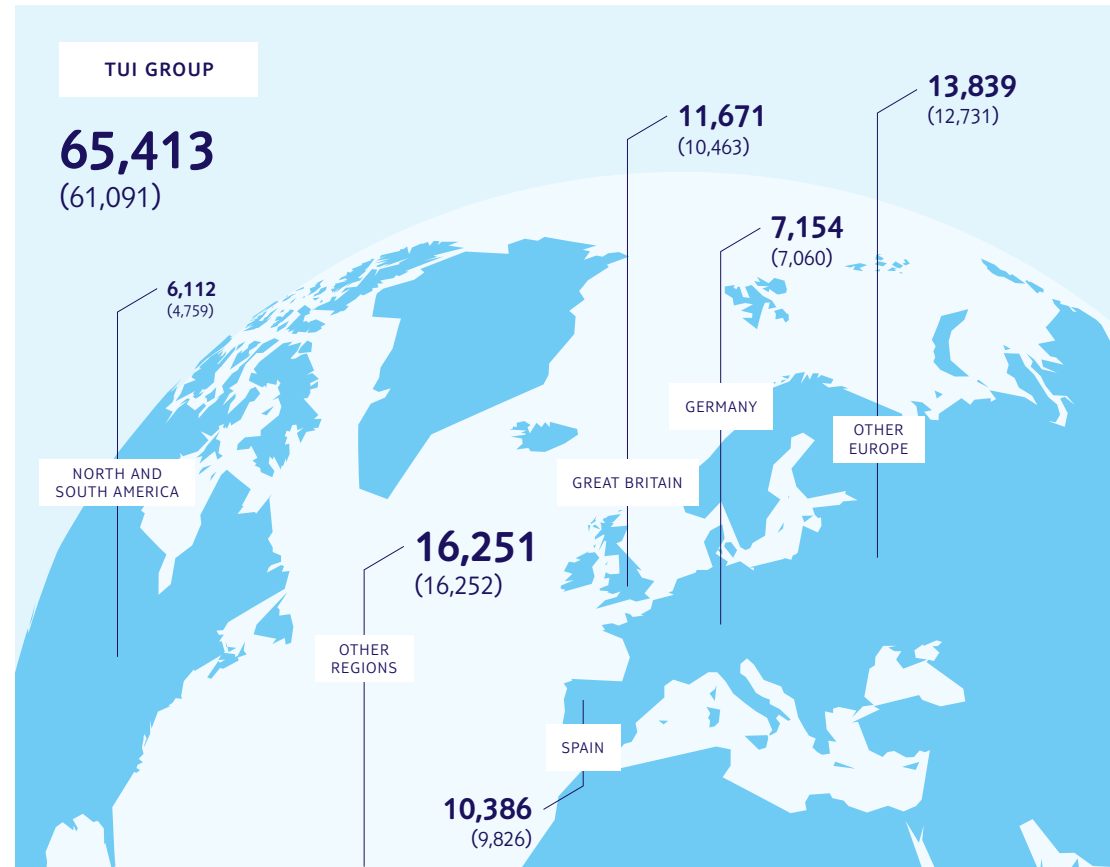 TUI GROUP
65,413
(61,091)
6,112
(4,759)
NORTH AND
SOUTH AMERICA
11,671
(10,463)
GREAT BRITAIN
7,154
(7,060)
GERMANY
13,839
(12,731)
OTHER
EUROPE
16,251
(16,252)
OTHER
REGIONS
SPAIN
10,386
(9,826)